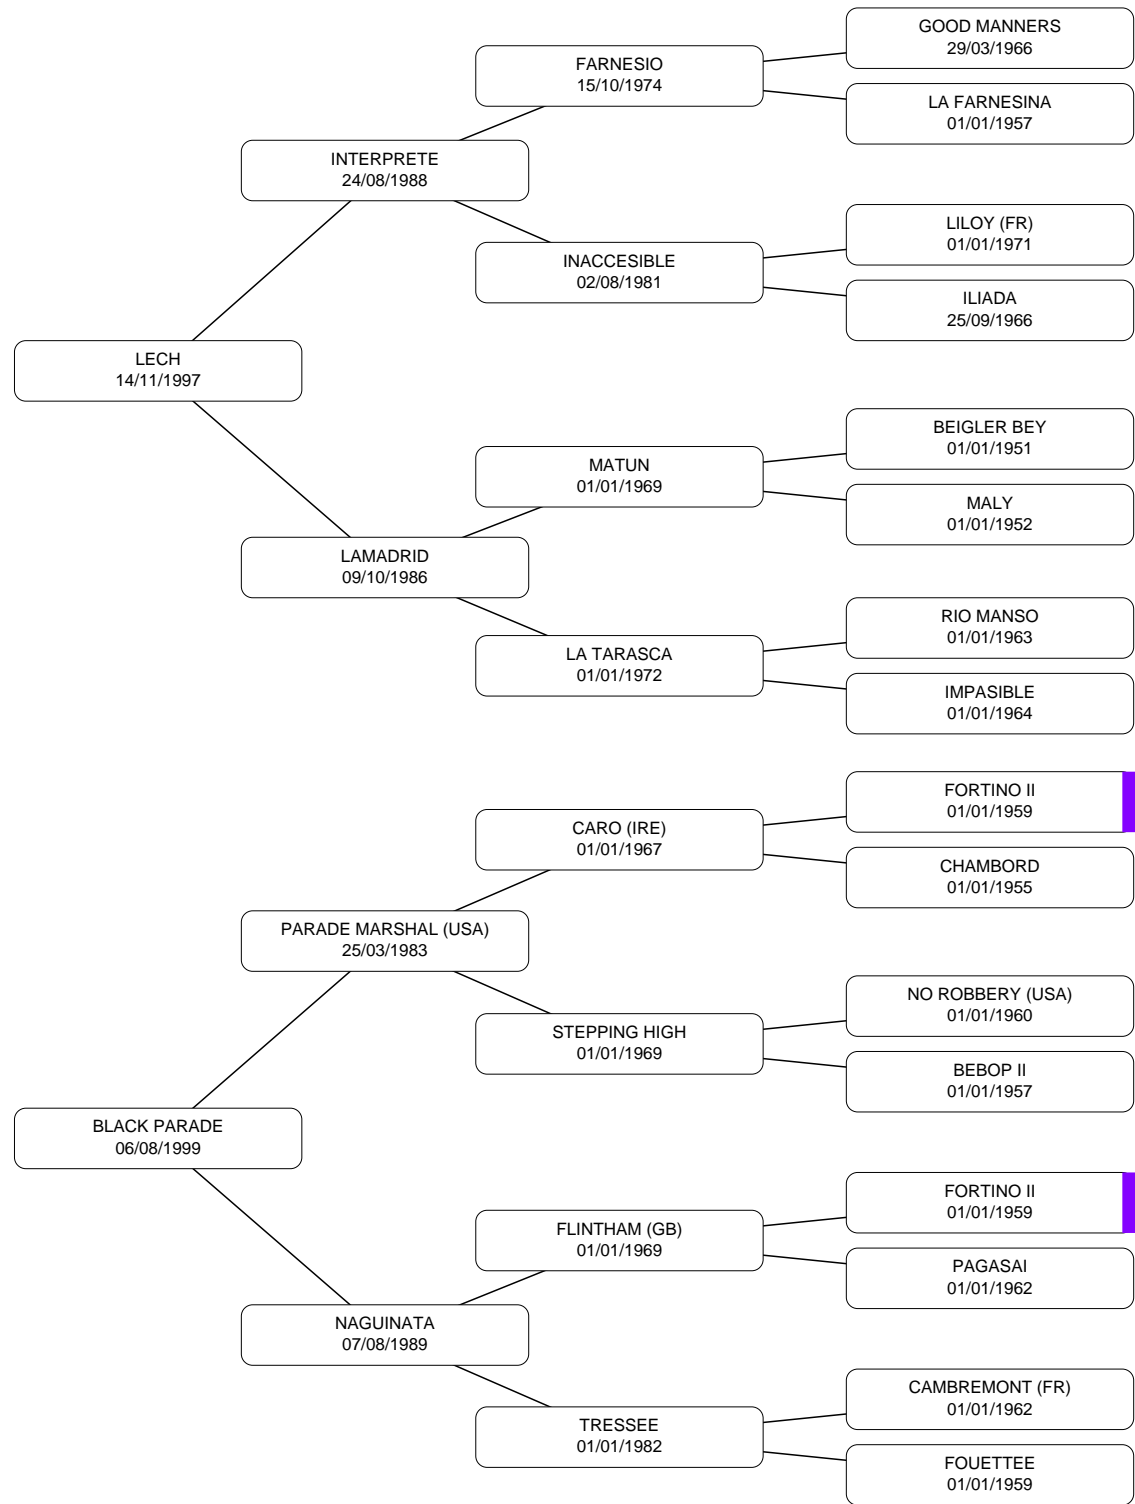 GOOD MANNERS
29/03/1966
FARNESIO
15/10/1974
LA FARNESINA
01/01/1957
INTERPRETE
24/08/1988
LILOY (FR)
01/01/1971
INACCESIBLE
02/08/1981
ILIADA
25/09/1966
LECH
14/11/1997
BEIGLER BEY
01/01/1951
MATUN
01/01/1969
MALY
01/01/1952
LAMADRID
09/10/1986
RIO MANSO
01/01/1963
LA TARASCA
01/01/1972
IMPASIBLE
01/01/1964
FORTINO II
01/01/1959
CARO (IRE)
01/01/1967
CHAMBORD
01/01/1955
PARADE MARSHAL (USA)
25/03/1983
NO ROBBERY (USA)
01/01/1960
STEPPING HIGH
01/01/1969
BEBOP II
01/01/1957
BLACK PARADE
06/08/1999
FORTINO II
01/01/1959
FLINTHAM (GB)
01/01/1969
PAGASAI
01/01/1962
NAGUINATA
07/08/1989
CAMBREMONT (FR)
01/01/1962
TRESSEE
01/01/1982
FOUETTEE
01/01/1959